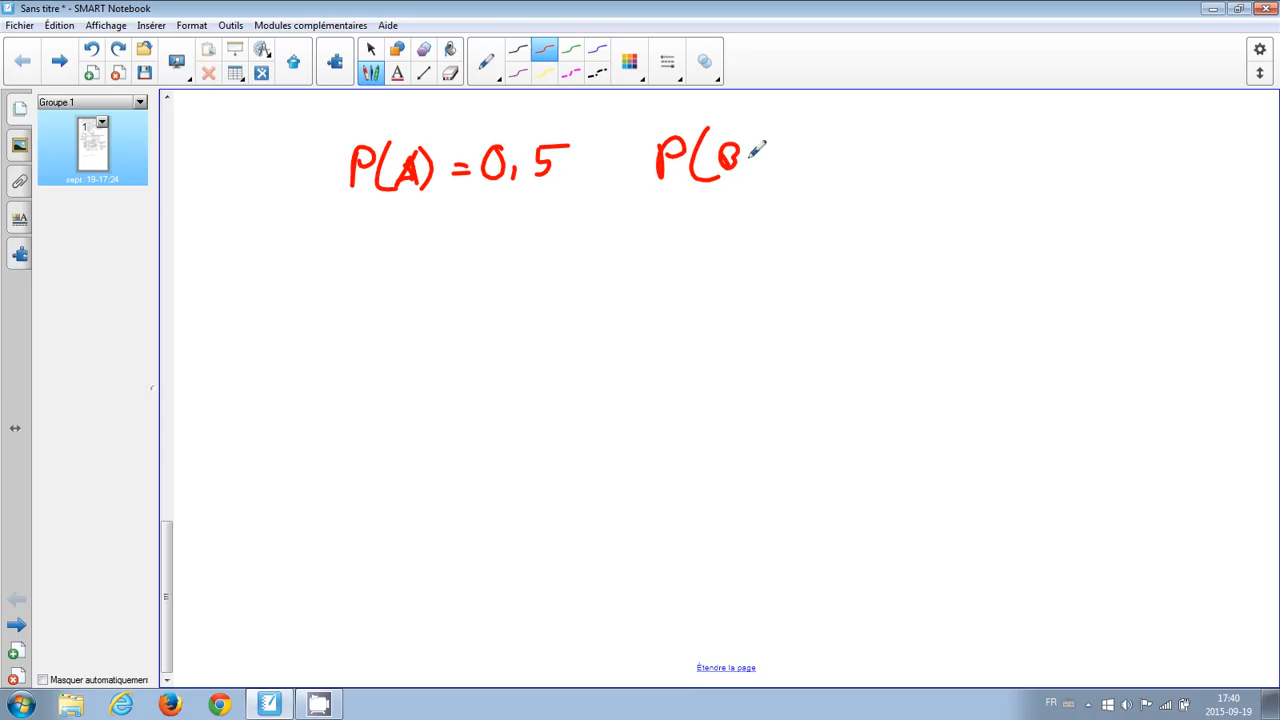 Sans titre * - SMART Notebook
Fichier Édition Affichage Insérer Format Outils Modules complémentaires Aide
Groupe 1
1
sept. 19-17:24
P(A) = 0,5 P(B
Étendre la page
Masquer automatiquement
FR
17:40
2015-09-19